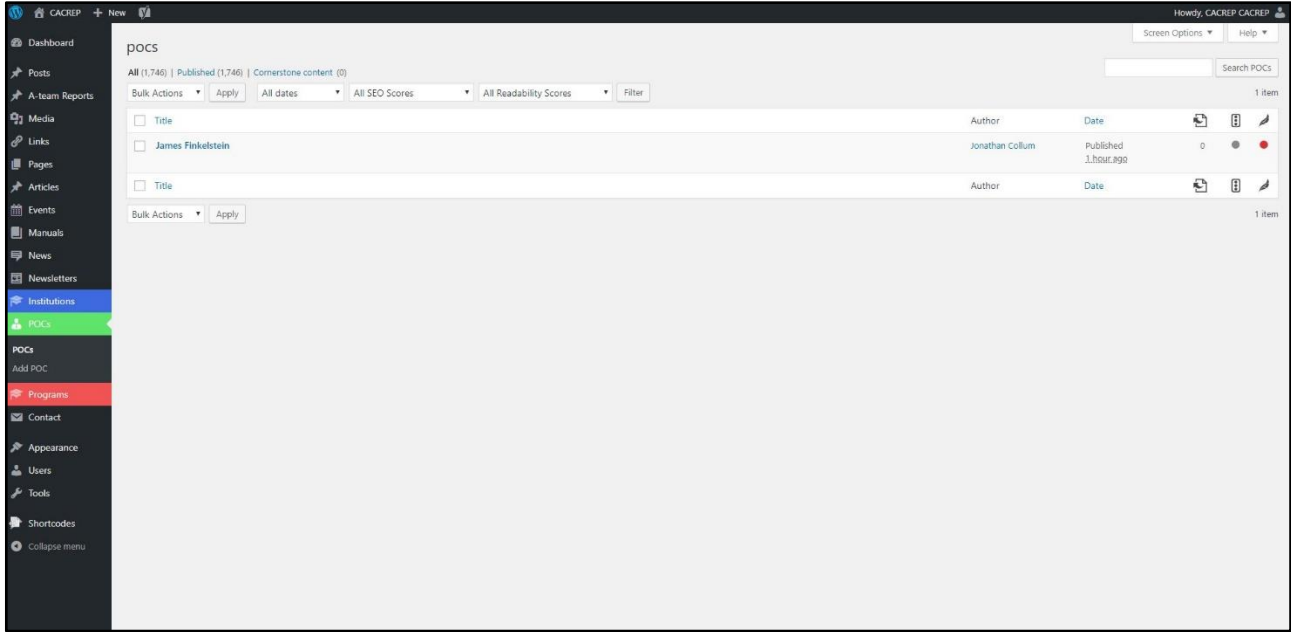 CACREP + New Howdy, CACREP CACREP
Screen Options ▼ Help ▼
Dashboard
Posts
A-team Reports
Media
Links
Pages
Articles
Events
Manuals
News
Newsletters
Institutions
POCs
POCs
Add POC
Programs
Contact
Appearance
Users
Tools
Shortcodes
Collapse menu
pocs
All (1,746) | Published (1,746) | Cornerstone content (0)
Search POCs
Bulk Actions ▼ Apply All dates ▼ All SEO Scores ▼ All Readability Scores ▼ Filter 1 item
Title Author Date
James Finkelstein Jonathan Collum Published 0
1 hour ago
Title Author Date
Bulk Actions ▼ Apply 1 item